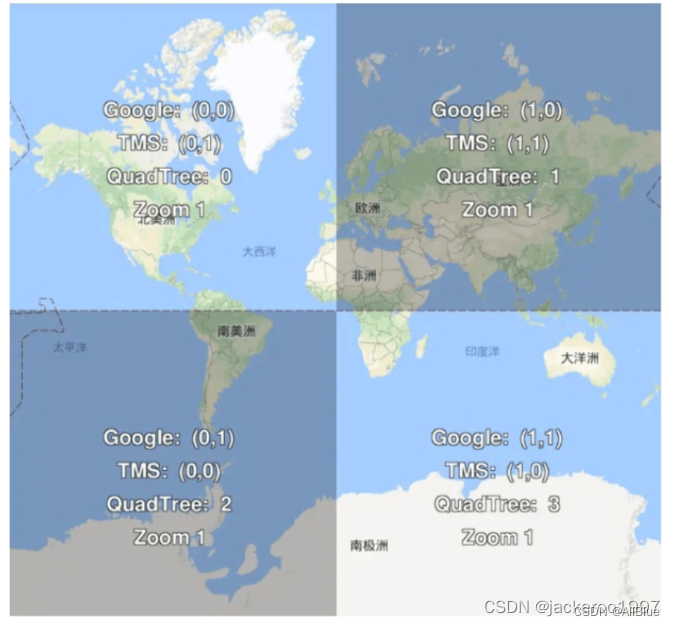 Google: (0,0)
TMS: (0,1)
QuadTree: 0
Zoom 1
北美洲
大西洋
Google: (1,0)
TMS: (1,1)
QuadTree: 1
Zoom 1
欧洲
非洲
南美洲
太平洋
Google: (0,1)
TMS: (0,0)
QuadTree: 2
Zoom 1
印度洋
大洋洲
Google: (1,1)
TMS: (1,0)
QuadTree: 3
Zoom 1
南极洲
CSDN @jackeroo1997
CSDN @AllBlue